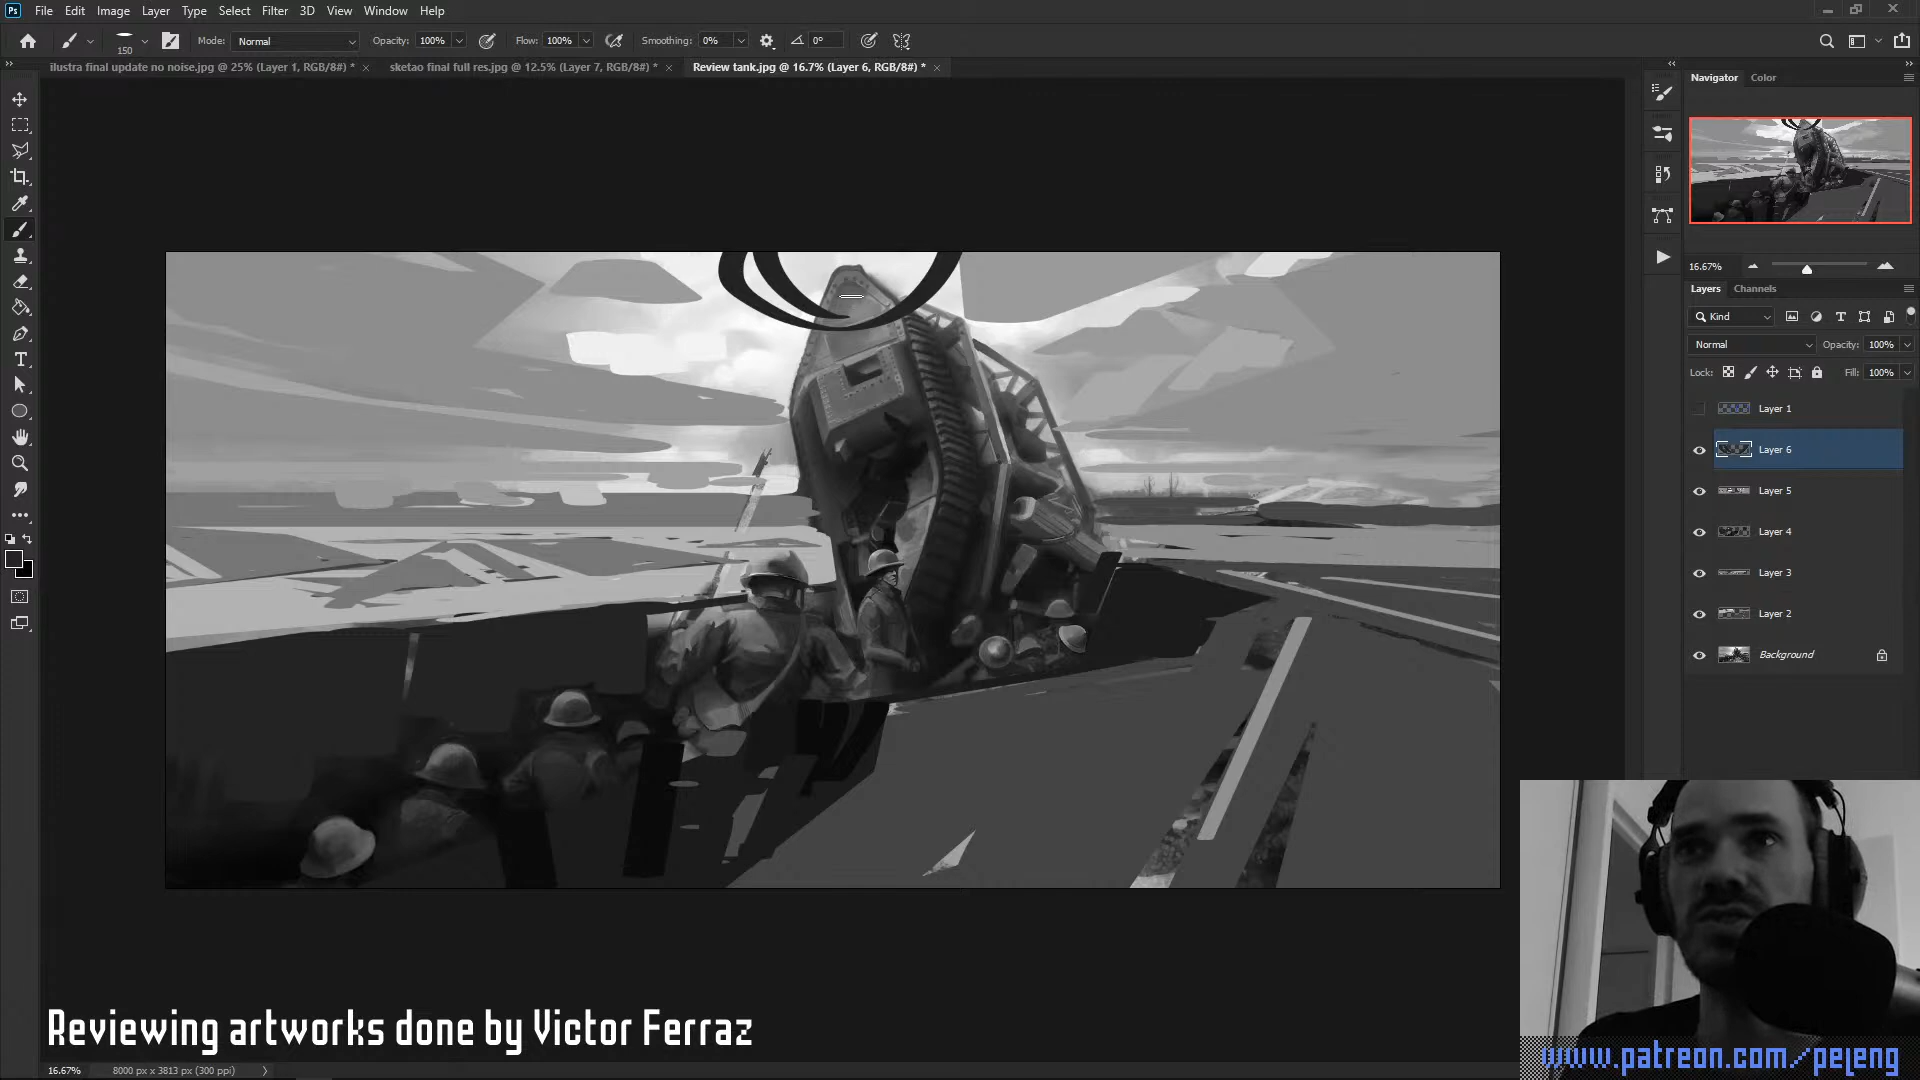 Ps File Edit Image Layer Type Select Filter 3D View Window Help
150 Mode: Normal Opacity: 100% Flow: 100% Smoothing: 0% 0°
ilustra final update no noise.jpg @ 25% (Layer 1, RGB/8#) * sketao final full res.jpg @ 12.5% (Layer 7, RGB/8#) * Review tank.jpg @ 16.7% (Layer 6, RGB/8#) *
Navigator Color
16.67%
Layers Channels
Kind
Normal Opacity: 100%
Lock: Fill: 100%
Layer 1
Layer 6
Layer 5
Layer 4
Layer 3
Layer 2
Background
Reviewing artworks done by Victor Ferraz
www.patreon.com/peleng
16.67% 8000 px x 3813 px (300 ppi)